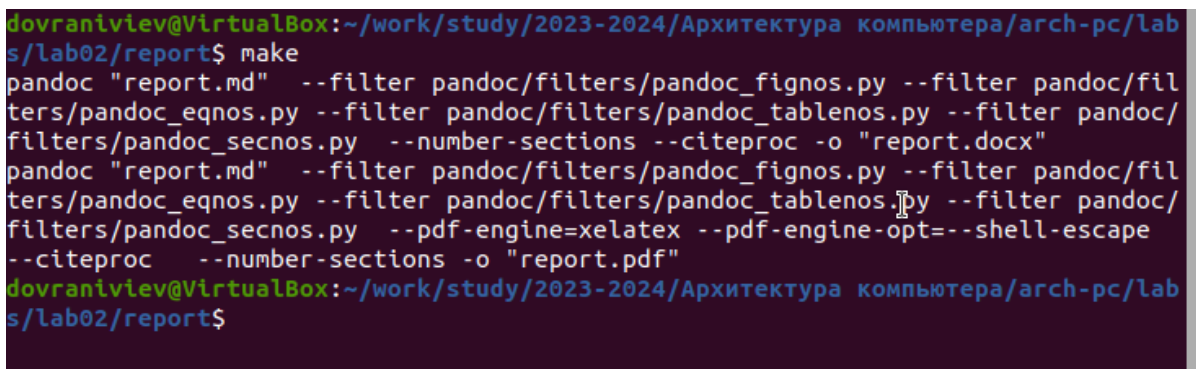 dovraniviev@VirtualBox:~/work/study/2023-2024/Архитектура компьютера/arch-pc/lab
s/lab02/report$ make
pandoc "report.md"  --filter pandoc/filters/pandoc_fignos.py --filter pandoc/fil
ters/pandoc_eqnos.py --filter pandoc/filters/pandoc_tablenos.py --filter pandoc/
filters/pandoc_secnos.py  --number-sections --citeproc -o "report.docx"
pandoc "report.md"  --filter pandoc/filters/pandoc_fignos.py --filter pandoc/fil
ters/pandoc_eqnos.py --filter pandoc/filters/pandoc_tablenos.py --filter pandoc/
filters/pandoc_secnos.py  --pdf-engine=xelatex --pdf-engine-opt=--shell-escape
--citeproc   --number-sections -o "report.pdf"
dovraniviev@VirtualBox:~/work/study/2023-2024/Архитектура компьютера/arch-pc/lab
s/lab02/report$